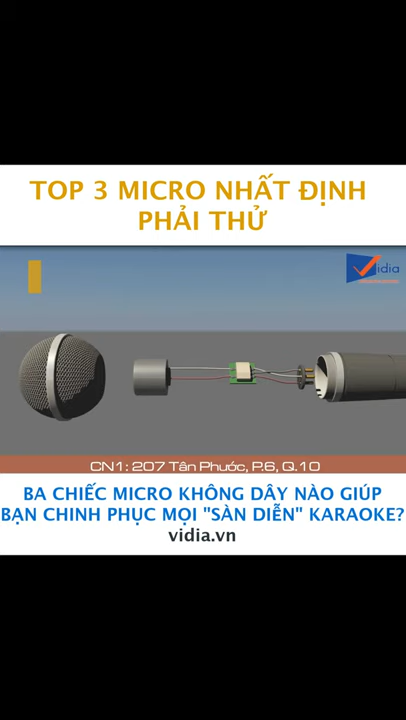 TOP 3 MICRO NHẤT ĐỊNH
PHẢI THỬ
Vidia
CN1: 207 Tân Phước, P.6, Q.10
BA CHIẾC MICRO KHÔNG DÂY NÀO GIÚP
BẠN CHINH PHỤC MỌI "SÀN DIỄN" KARAOKE?
vidia.vn